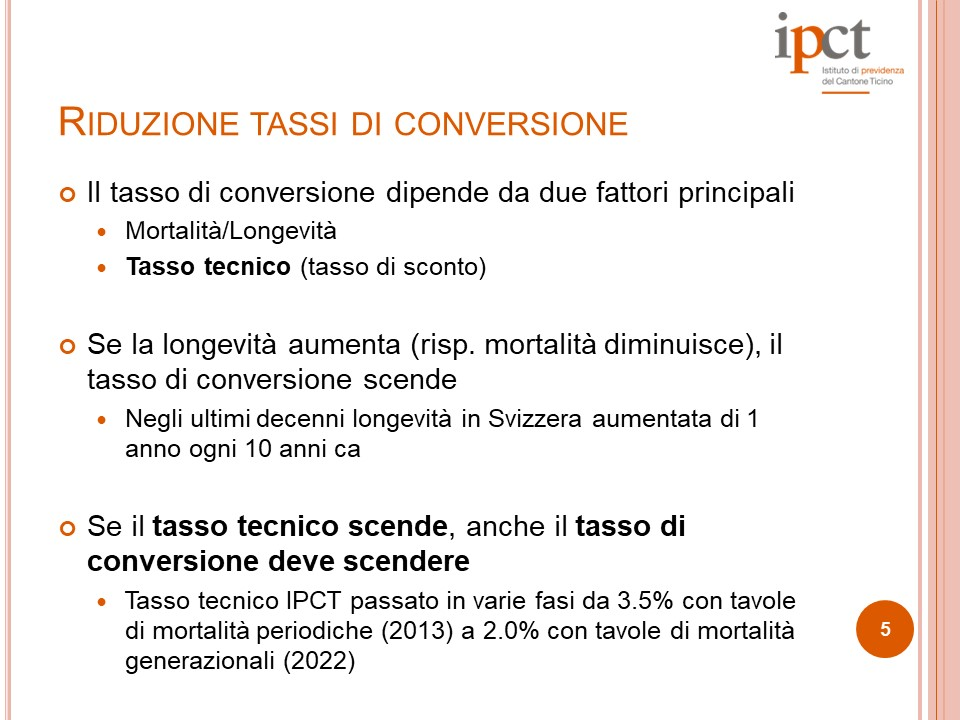 ipct
Istituto di previdenza
del Cantone Ticino
RIDUZIONE TASSI DI CONVERSIONE
Il tasso di conversione dipende da due fattori principali
Mortalità/Longevità
Tasso tecnico (tasso di sconto)
Se la longevità aumenta (risp. mortalità diminuisce), il
tasso di conversione scende
Negli ultimi decenni longevità in Svizzera aumentata di 1
anno ogni 10 anni ca
Se il tasso tecnico scende, anche il tasso di
conversione deve scendere
Tasso tecnico IPCT passato in varie fasi da 3.5% con tavole
di mortalità periodiche (2013) a 2.0% con tavole di mortalità
generazionali (2022)
5